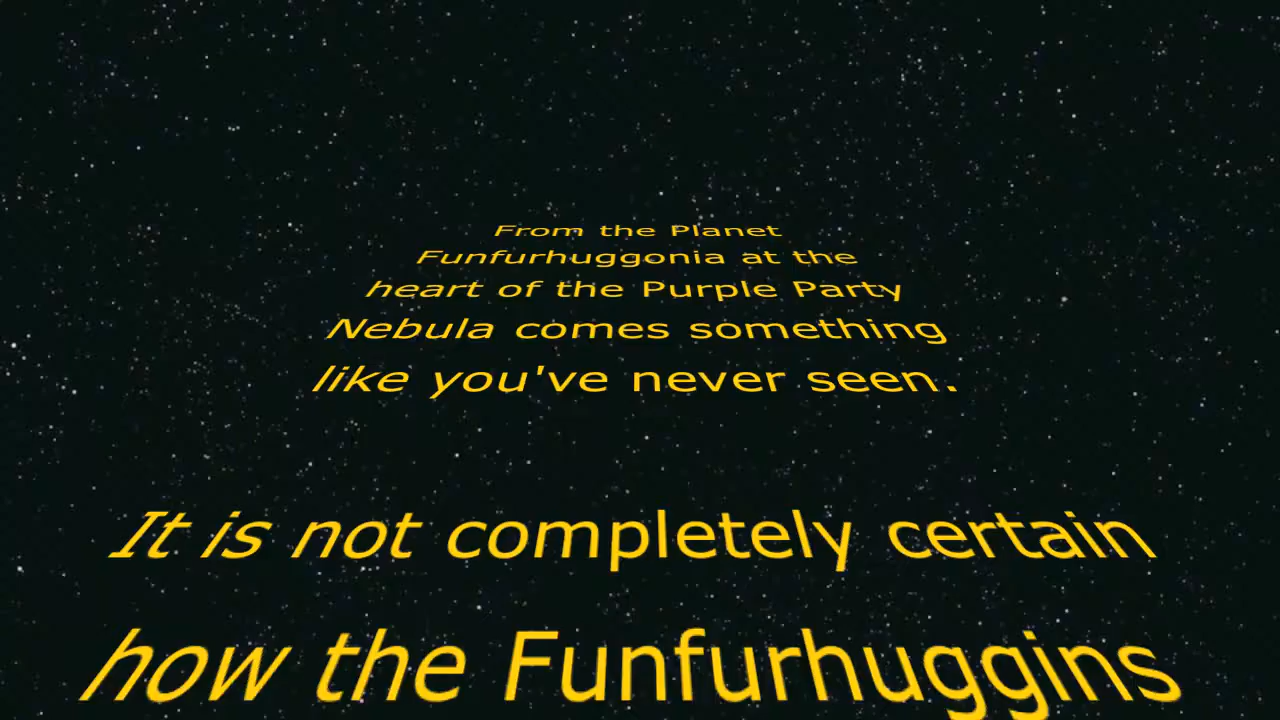 From the Planet
Funfurhuggonia at the
heart of the Purple Party
Nebula comes something
like you've never seen.
It is not completely certain
how the Funfurhuggins